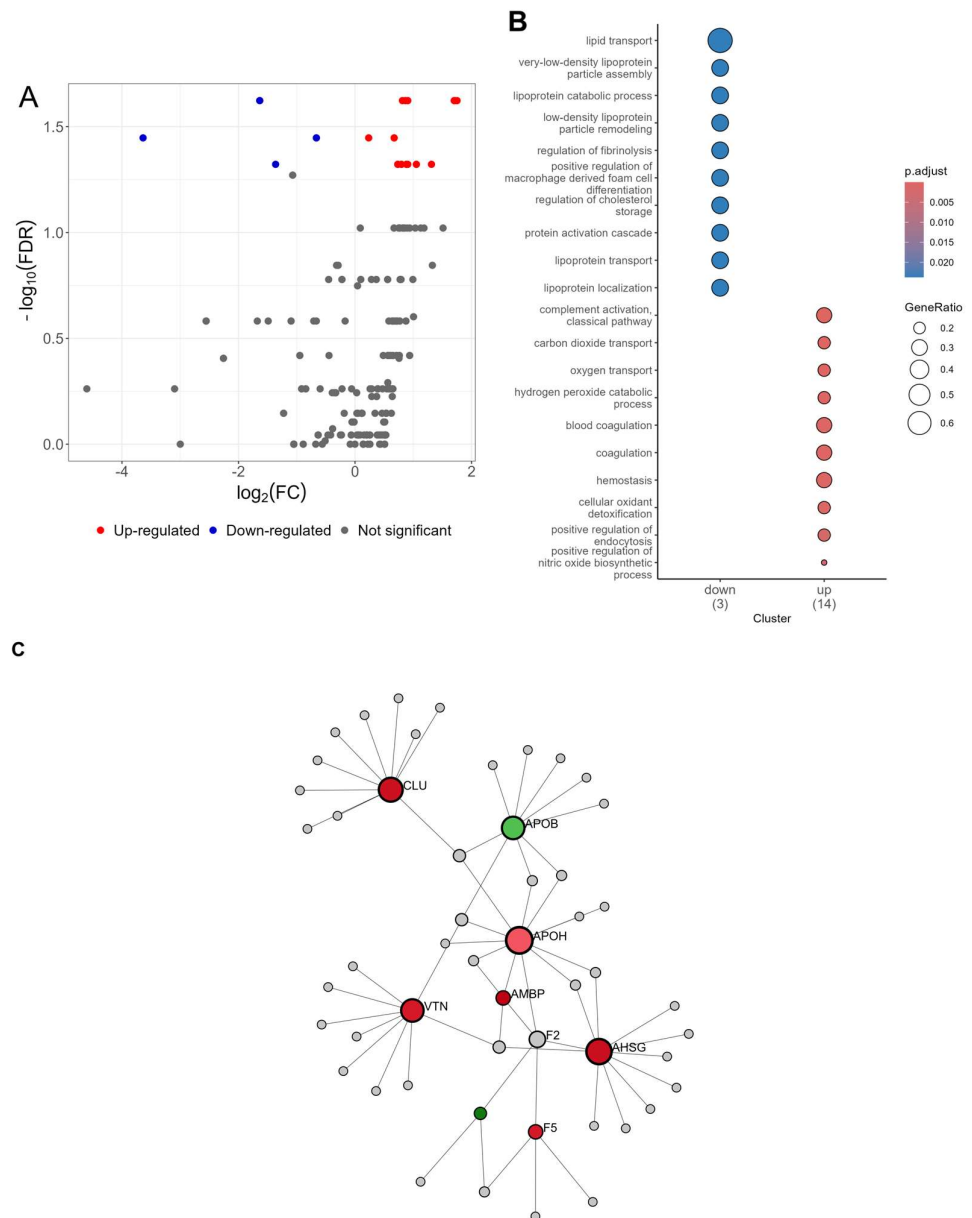 A
- log10(FDR)
1.5
1.0
0.5
0.0
-4
-2
0
2
log2(FC)
Up-regulated
Down-regulated
Not significant
B
lipid transport
very-low-density lipoprotein
particle assembly
lipoprotein catabolic process
low-density lipoprotein
particle remodeling
regulation of fibrinolysis
positive regulation of
macrophage derived foam cell
differentiation
regulation of cholesterol
storage
protein activation cascade
lipoprotein transport
lipoprotein localization
complement activation,
classical pathway
carbon dioxide transport
oxygen transport
hydrogen peroxide catabolic
process
blood coagulation
coagulation
hemostasis
cellular oxidant
detoxification
positive regulation of
endocytosis
positive regulation of
nitric oxide biosynthetic
process
down
(3)
up
(14)
Cluster
p.adjust
0.005
0.010
0.015
0.020
GeneRatio
0.2
0.3
0.4
0.5
0.6
C
CLU
APOB
APOH
AMBP
VTN
F2
AHSG
F5